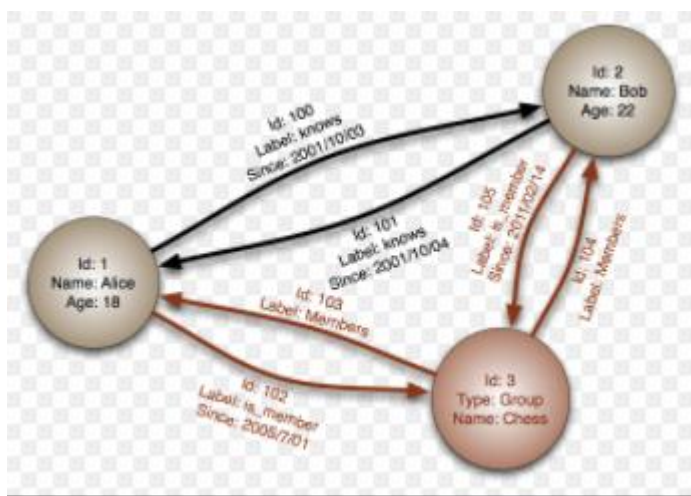 Id: 2
Name: Bob
Age: 22
Id: 100
Label: knows
Since: 2001/10/03
Id: 101
Label: knows
Since: 2001/10/04
Id: 105
Label: is_member
Since: 2011/02/14
Id: 104
Label: Members
Id: 1
Name: Alice
Age: 18
Id: 103
Label: Members
Id: 102
Label: is_member
Since: 2005/7/01
Id: 3
Type: Group
Name: Chess